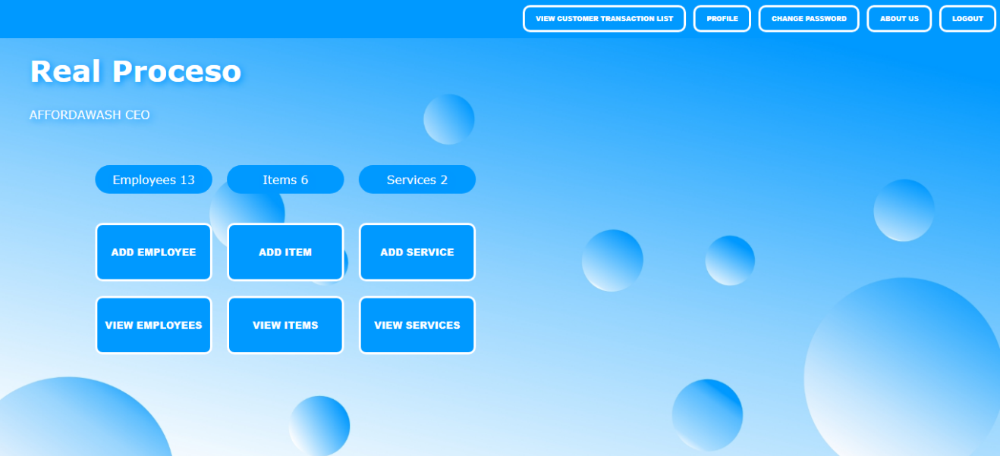 VIEW CUSTOMER TRANSACTION LIST PROFILE CHANGE PASSWORD ABOUT US LOGOUT
Real Proceso
AFFORDAWASH CEO
Employees 13 Items 6 Services 2
ADD EMPLOYEE ADD ITEM ADD SERVICE
VIEW EMPLOYEES VIEW ITEMS VIEW SERVICES